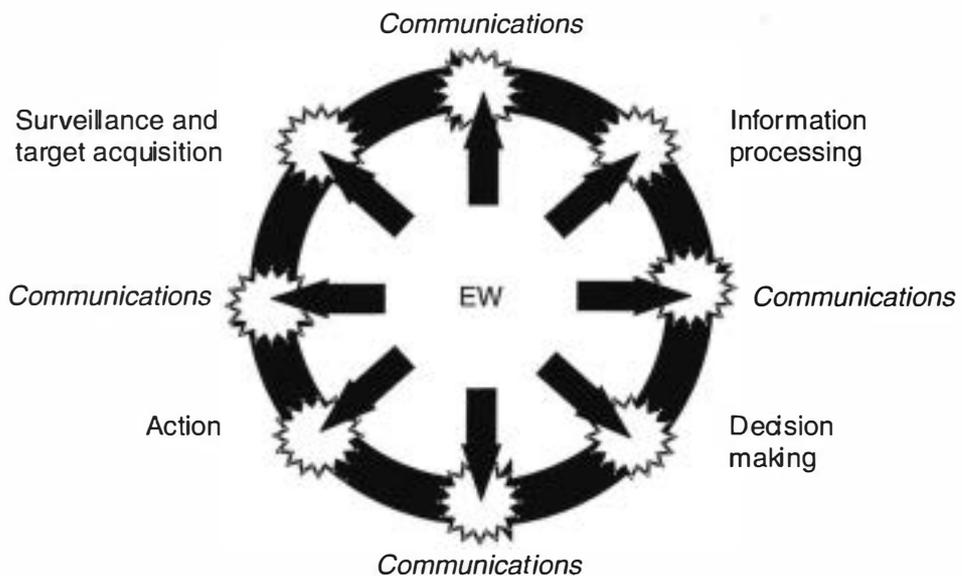 Communications
Surveillance and
target acquisition
Information
processing
Communications
EW
Communications
Action
Decision
making
Communications